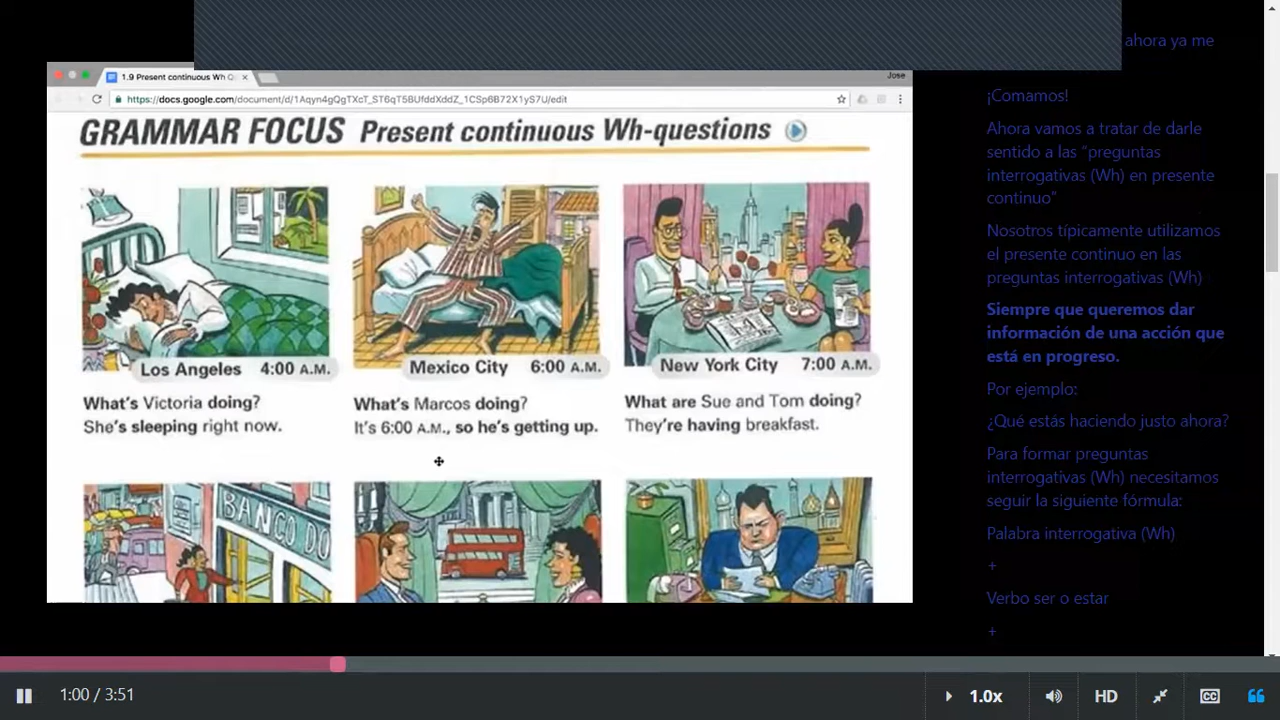 ahora ya me
¡Comamos!
Ahora vamos a tratar de darle
sentido a las “preguntas
interrogativas (Wh) en presente
continuo"
Nosotros típicamente utilizamos
el presente continuo en las
preguntas interrogativas (Wh)
Siempre que queremos dar
información de una acción que
está en progreso.
Por ejemplo:
¿Qué estás haciendo justo ahora?
Para formar preguntas
interrogativas (Wh) necesitamos
seguir la siguiente fórmula:
Palabra interrogativa (Wh)
+
Verbo ser o estar
+
1.9 Present continuous Wh Q
Jose
https://docs.google.com/document/d/1Aqyn4gQgTXcT_ST6qT5BUfddXddZ_1CSp6B72X1yS7U/edit
GRAMMAR FOCUS Present continuous Wh-questions
Los Angeles 4:00 A.M.
Mexico City 6:00 A.M.
New York City 7:00 A.M.
What's Victoria doing?
She's sleeping right now.
What's Marcos doing?
It's 6:00 A.M., so he's getting up.
What are Sue and Tom doing?
They're having breakfast.
BANCO DO
1:00 / 3:51
1.0x
HD
CC